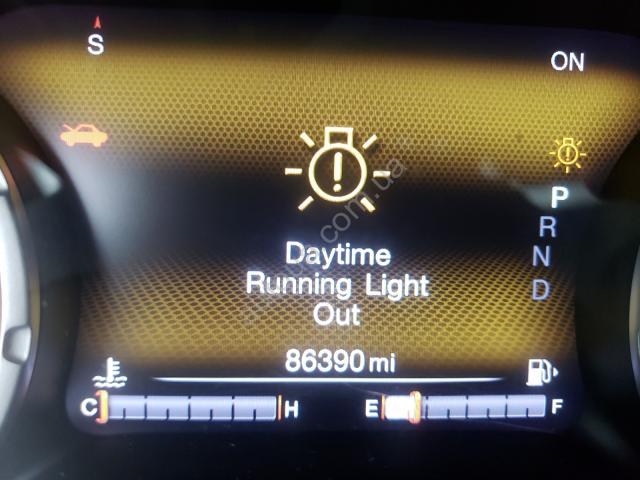 S
ON
P
R
N
D
Daytime
Running Light
Out
86390 mi
C H E F